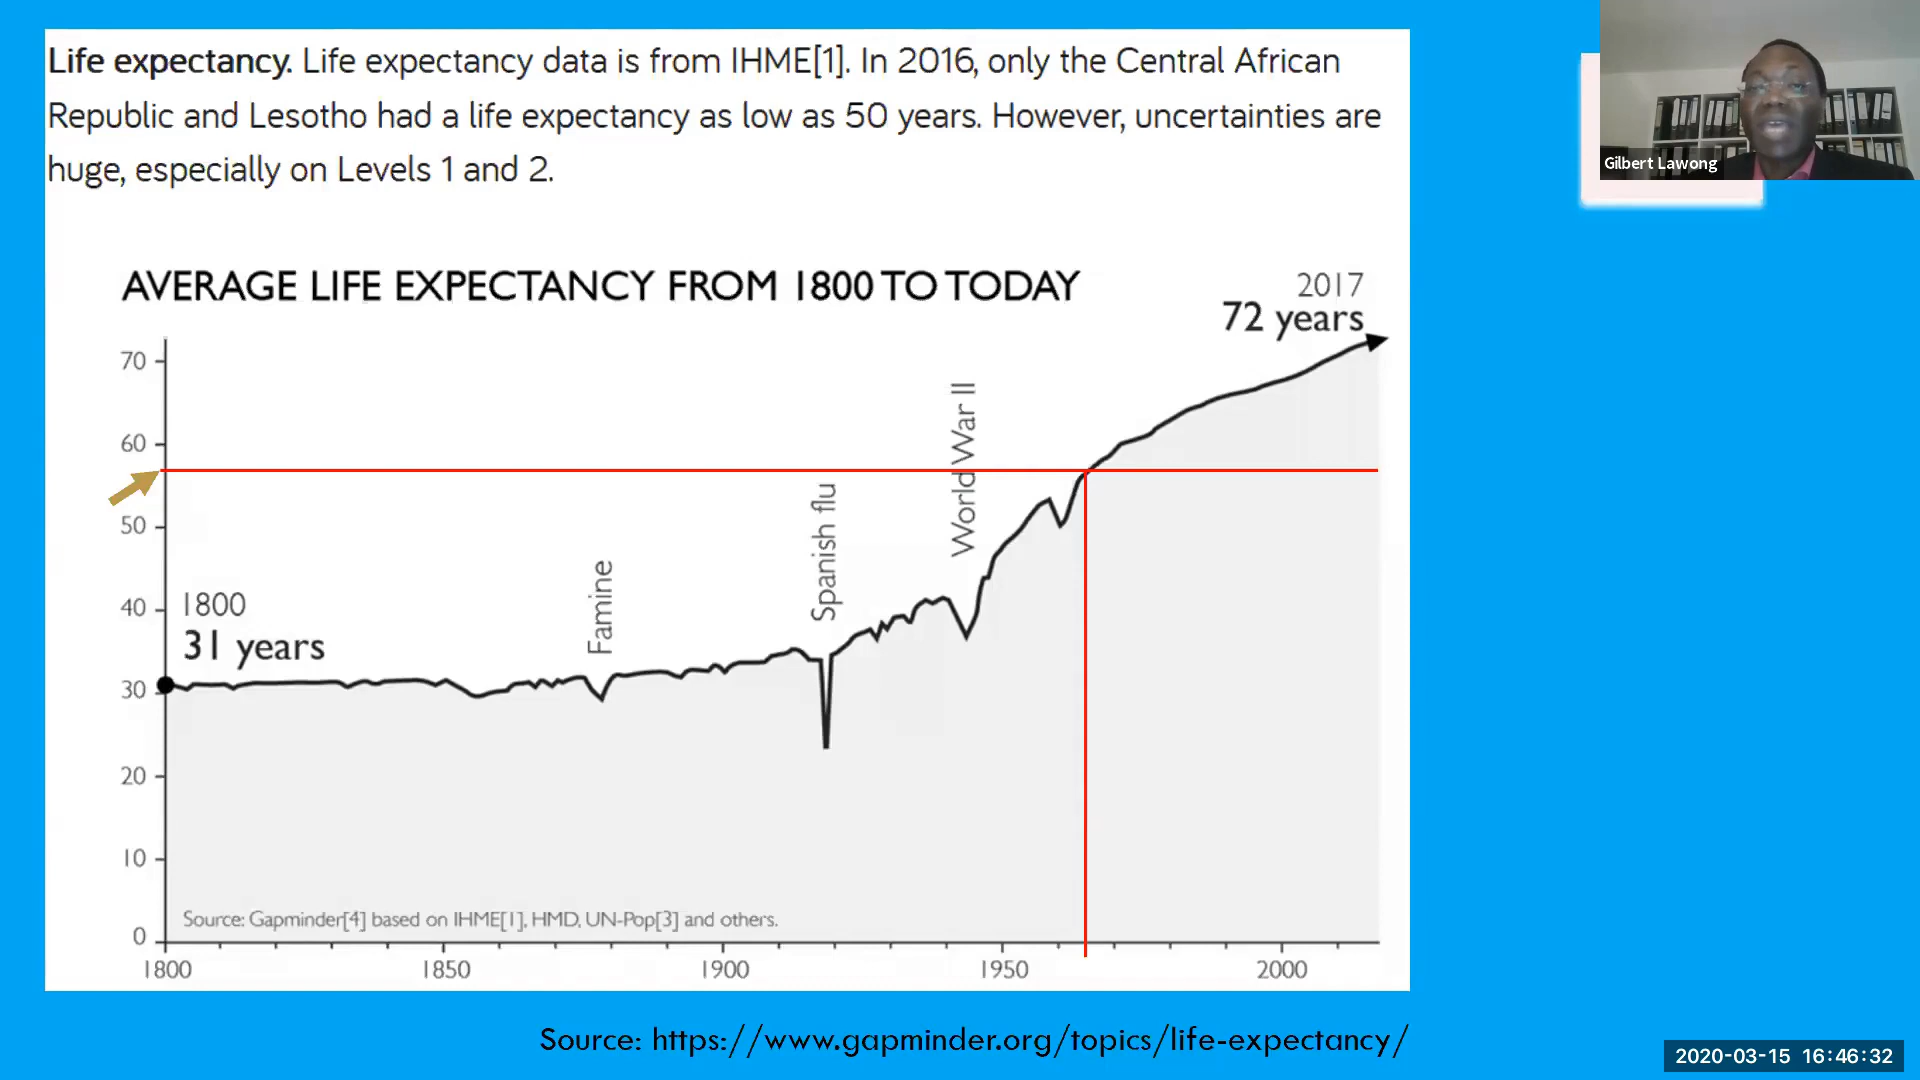 Life expectancy. Life expectancy data is from IHME[1]. In 2016, only the Central African
Republic and Lesotho had a life expectancy as low as 50 years. However, uncertainties are
huge, especially on Levels 1 and 2.
Gilbert Lawong
AVERAGE LIFE EXPECTANCY FROM 1800 TO TODAY
2017
72 years
70
60
50
40
30
20
10
0
World War II
Spanish flu
Famine
1800
31 years
Source: Gapminder[4] based on IHME[1], HMD, UN-Pop[3] and others.
1800 1850 1900 1950 2000
Source: https://www.gapminder.org/topics/life-expectancy/
2020-03-15 16:46:32